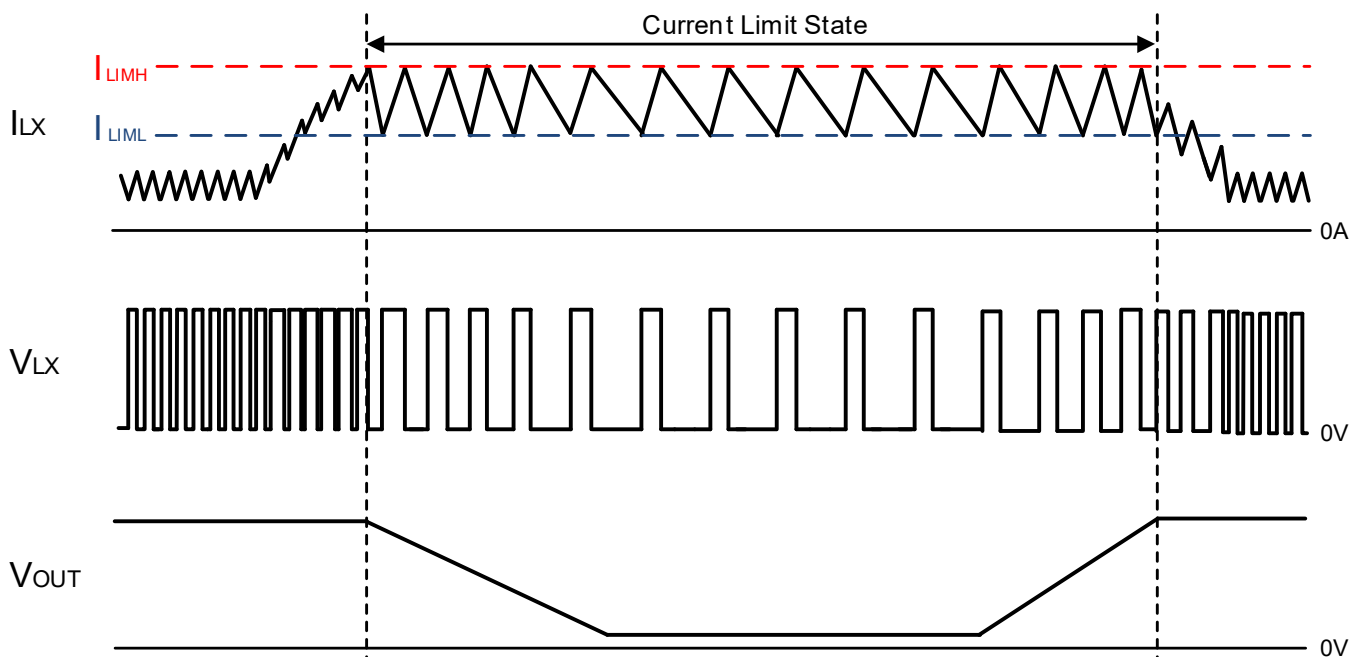 Current Limit State
ILIMH
ILX
ILIML
0A
VLX
0V
VOUT
0V